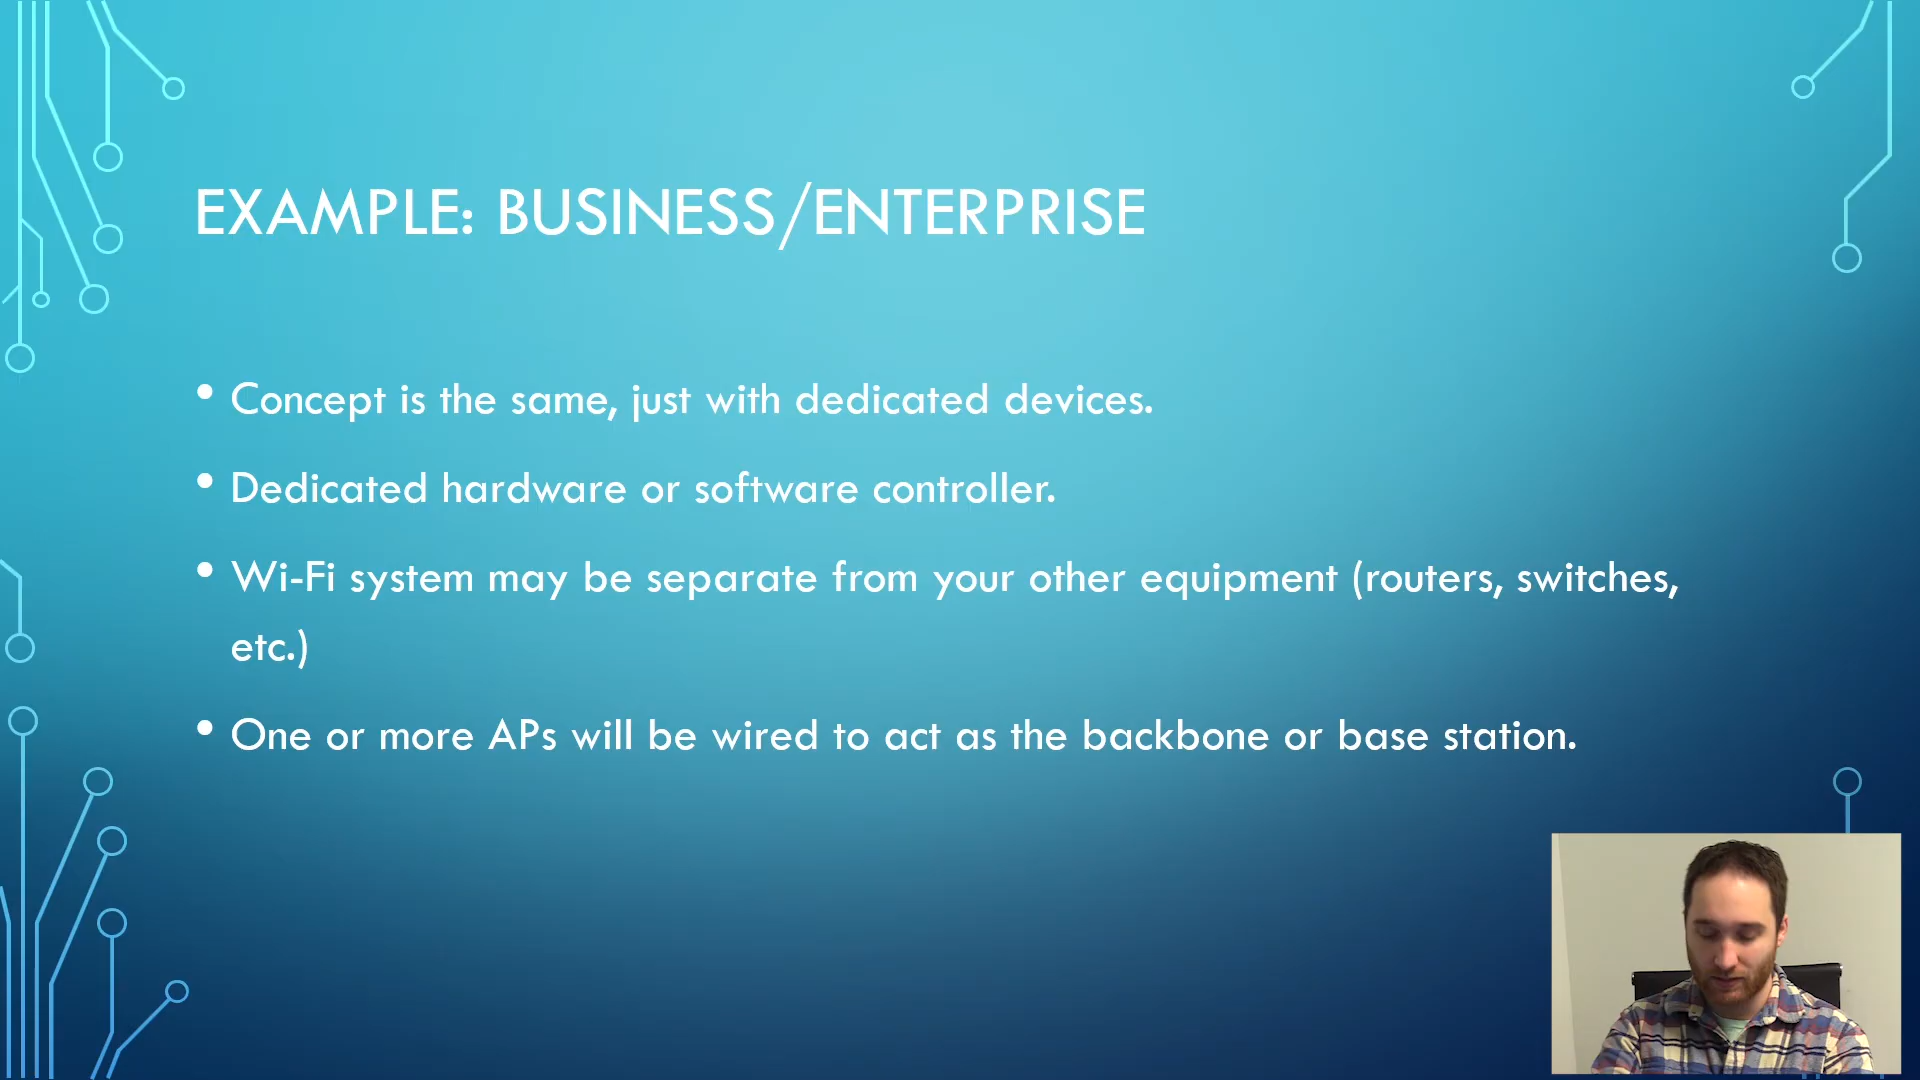 EXAMPLE: BUSINESS/ENTERPRISE
• Concept is the same, just with dedicated devices.
• Dedicated hardware or software controller.
• Wi-Fi system may be separate from your other equipment (routers, switches,
etc.)
• One or more APs will be wired to act as the backbone or base station.